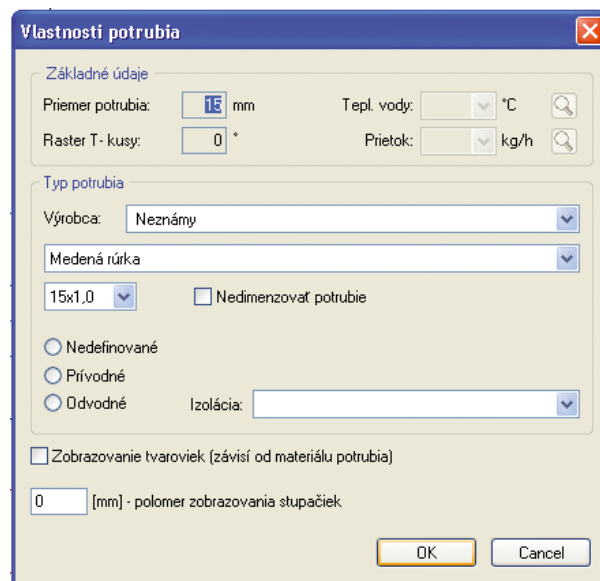 Vlastnosti potrubia
Základné údaje
Priemer potrubia: 15 mm Tepl. vody: °C
Raster T- kusy: 0 ° Prietok: kg/h
Typ potrubia
Výrobca: Neznámy
Medená rúrka
15x1,0 Nedimenzovať potrubie
Nedefinované
Prívodné
Odvodné Izolácia:
Zobrazovanie tvaroviek (závisí od materiálu potrubia)
0 [mm] - polomer zobrazovania stupačiek
OK Cancel